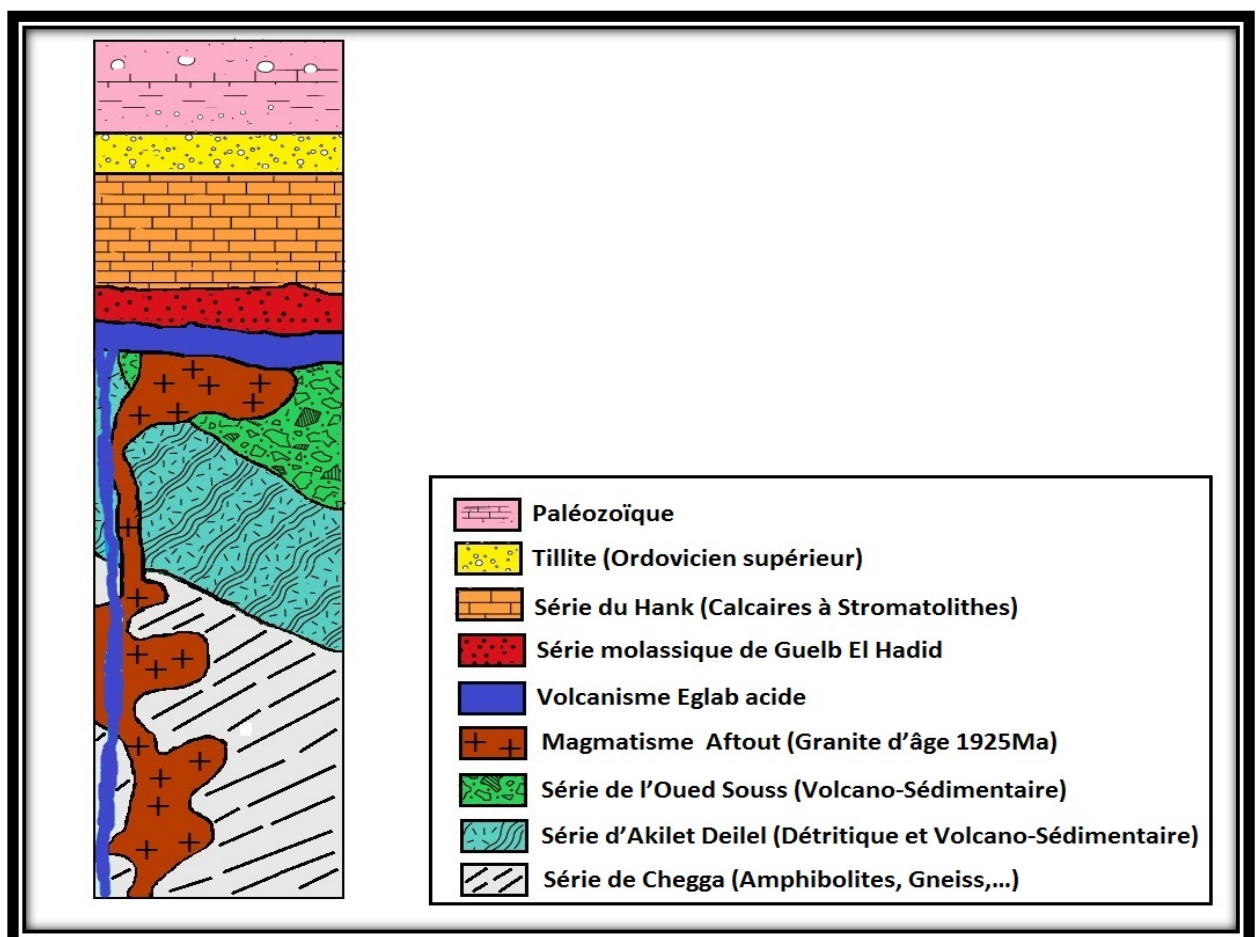 Paléozoïque
Tillite (Ordovicien supérieur)
Série du Hank (Calcaires à Stromatolithes)
Série molassique de Guelb El Hadid
Volcanisme Eglab acide
Magmatisme Aftout (Granite d’âge 1925Ma)
Série de l’Oued Souss (Volcano-Sédimentaire)
Série d’Akilet Deilel (Détritique et Volcano-Sédimentaire)
Série de Chegga (Amphibolites, Gneiss,...)